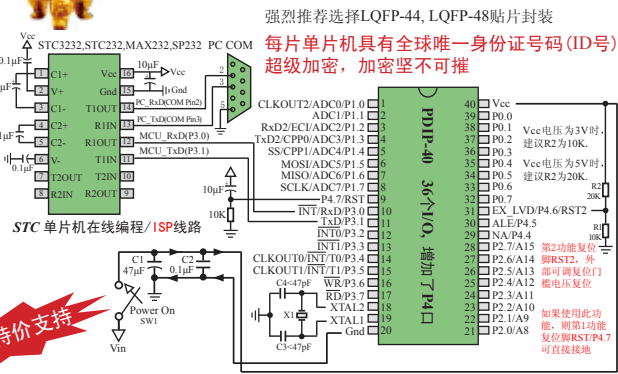 强烈推荐选择LQFP-44, LQFP-48贴片封装
每片单片机具有全球唯一身份证号码(ID号)
超级加密，加密坚不可摧
Vcc
0.1μF
STC3232,STC232,MAX232,SP232 PC COM
1 C1+ Vcc 16
2 V+ Gnd 15
3 C1- T1OUT 14
4 C2+ R1IN 13
5 C2- R1OUT 12
6 V- T1IN 11
7 T2OUT T2IN 10
8 R2IN R2OUT 9
10μF
Vcc
Gnd
PC_RxD(COM Pin2)
PC_TxD(COM Pin3)
MCU_RxD(P3.0)
MCU_TxD(P3.1)
0.1μF
2
3
5
STC 单片机在线编程/ISP线路
10μF
10K
PDIP-40 36个I/O, 增加了P4口
CLKOUT2/ADC0/P1.0 1
ADC1/P1.1 2
RxD2/ECI/ADC2/P1.2 3
TxD2/CPP0/ADC3/P1.3 4
SS/CPP1/ADC4/P1.4 5
MOSI/ADC5/P1.5 6
MISO/ADC6/P1.6 7
SCLK/ADC7/P1.7 8
P4.7/RST 9
INT/RxD/P3.0 10
TxD/P3.1 11
INT0/P3.2 12
INT1/P3.3 13
CLKOUT0/INT/T0/P3.4 14
CLKOUT1/INT/T1/P3.5 15
WR/P3.6 16
RD/P3.7 17
XTAL2 18
XTAL1 19
Gnd 20
40 Vcc
39 P0.0
38 P0.1
37 P0.2
36 P0.3
35 P0.4
34 P0.5
33 P0.6
32 P0.7
31 EX_LVD/P4.6/RST2
30 ALE/P4.5
29 NA/P4.4
28 P2.7/A15
27 P2.6/A14
26 P2.5/A13
25 P2.4/A12
24 P2.3/A11
23 P2.2/A10
22 P2.1/A9
21 P2.0/A8
Vcc电压为3V时,
建议R2为10K.
Vcc电压为5V时,
建议R2为20K.
R2
20K
R1
10K
第2功能复位
脚RST2，外
部可调复位门
槛电压复位
如果使用此功
能，则第1功能
复位脚RST/P4.7
可直接接地
C1
47μF
C2
0.1μF
Power On
SW1
Vin
C4<47pF
X1
C3<47pF
特价支持